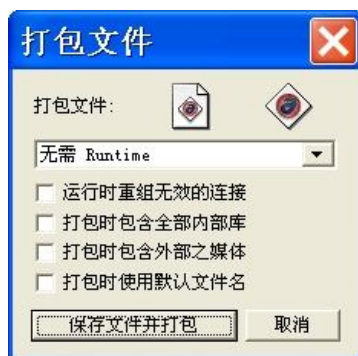 打包文件
打包文件:
无需 Runtime
运行时重组无效的连接
打包时包含全部内部库
打包时包含外部之媒体
打包时使用默认文件名
保存文件并打包 取消